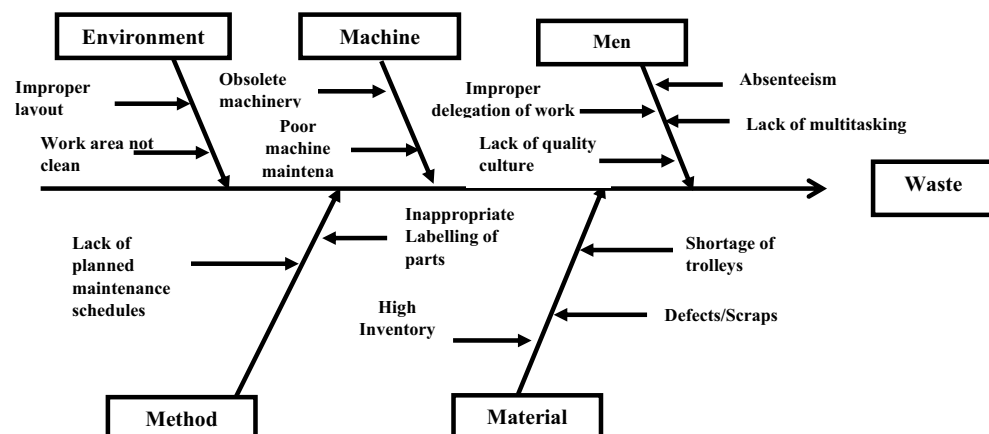 Environment
Machine
Men
Improper
lavout
Work area not
clean
Obsolete
machinery
Poor
machine
maintena
Improper
delegation of work
Lack of quality
culture
Absenteeism
Lack of multitasking
Waste
Lack of
planned
maintenance
schedules
Inappropriate
Labelling of
parts
High
Inventory
Shortage of
trolleys
Defects/Scraps
Method
Material